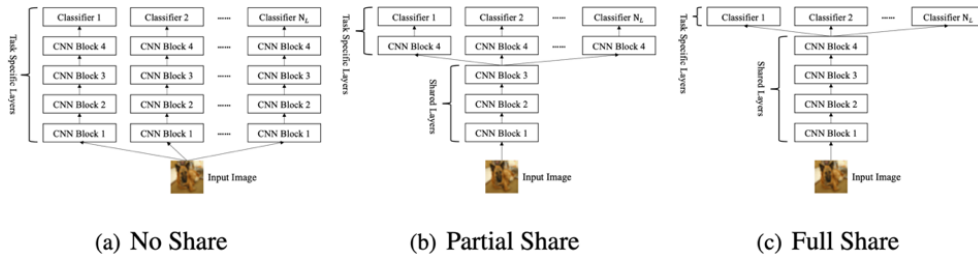 Classifier 1 Classifier 2 ...... Classifier N_L
CNN Block 4 CNN Block 4 ...... CNN Block 4
CNN Block 3 CNN Block 3 ...... CNN Block 3
CNN Block 2 CNN Block 2 ...... CNN Block 2
CNN Block 1 CNN Block 1 ...... CNN Block 1
Task Specific Layers
Input Image
(a) No Share
Classifier 1 Classifier 2 ...... Classifier N_L
CNN Block 4 CNN Block 4 ...... CNN Block 4
Task Specific Layers
CNN Block 3
CNN Block 2
CNN Block 1
Shared Layers
Input Image
(b) Partial Share
Classifier 1 Classifier 2 ...... Classifier N_L
Task Specific Layers
CNN Block 4
CNN Block 3
CNN Block 2
CNN Block 1
Shared Layers
Input Image
(c) Full Share